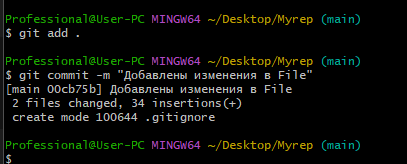 Professional@User-PC MINGW64 ~/Desktop/Myrep (main)
$ git add .
Professional@User-PC MINGW64 ~/Desktop/Myrep (main)
$ git commit -m "Добавлены изменения в File"
[main 00cb75b] Добавлены изменения в File
 2 files changed, 34 insertions(+)
 create mode 100644 .gitignore
Professional@User-PC MINGW64 ~/Desktop/Myrep (main)
$